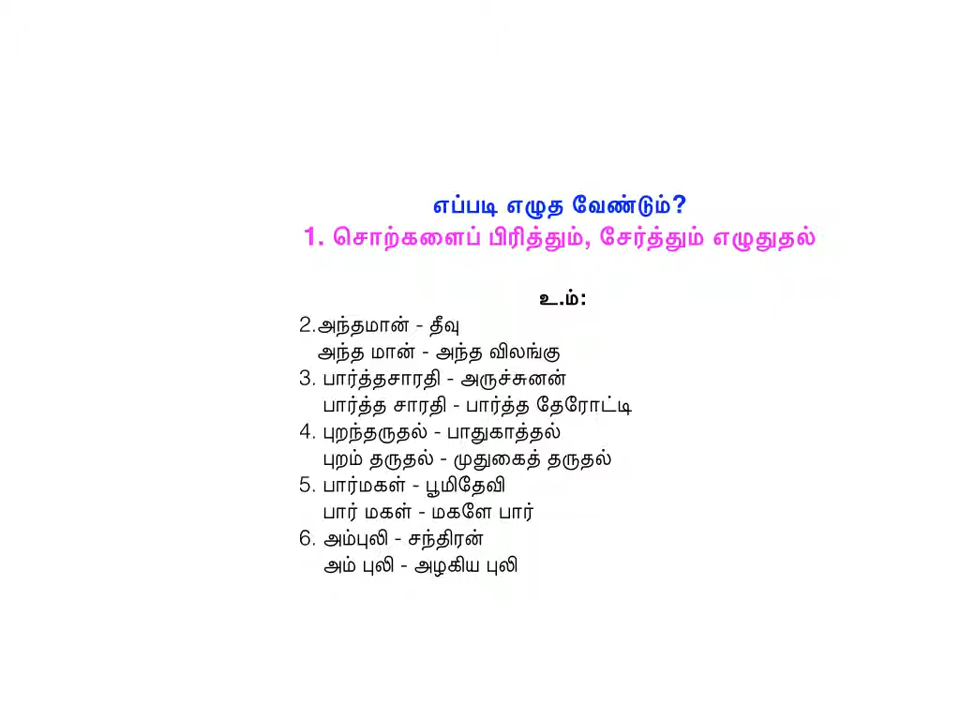 எப்படி எழுத வேண்டும்?
1. சொற்களைப் பிரித்தும், சேர்த்தும் எழுதுதல்
உ.ம்:
2.அந்தமான் - தீவு
அந்த மான் - அந்த விலங்கு
3. பார்த்தசாரதி - அருச்சுனன்
பார்த்த சாரதி - பார்த்த தேரோட்டி
4. புறந்தருதல் - பாதுகாத்தல்
புறம் தருதல் - முதுகைத் தருதல்
5. பார்மகள் - பூமிதேவி
பார் மகள் - மகளே பார்
6. அம்புலி - சந்திரன்
அம் புலி - அழகிய புலி